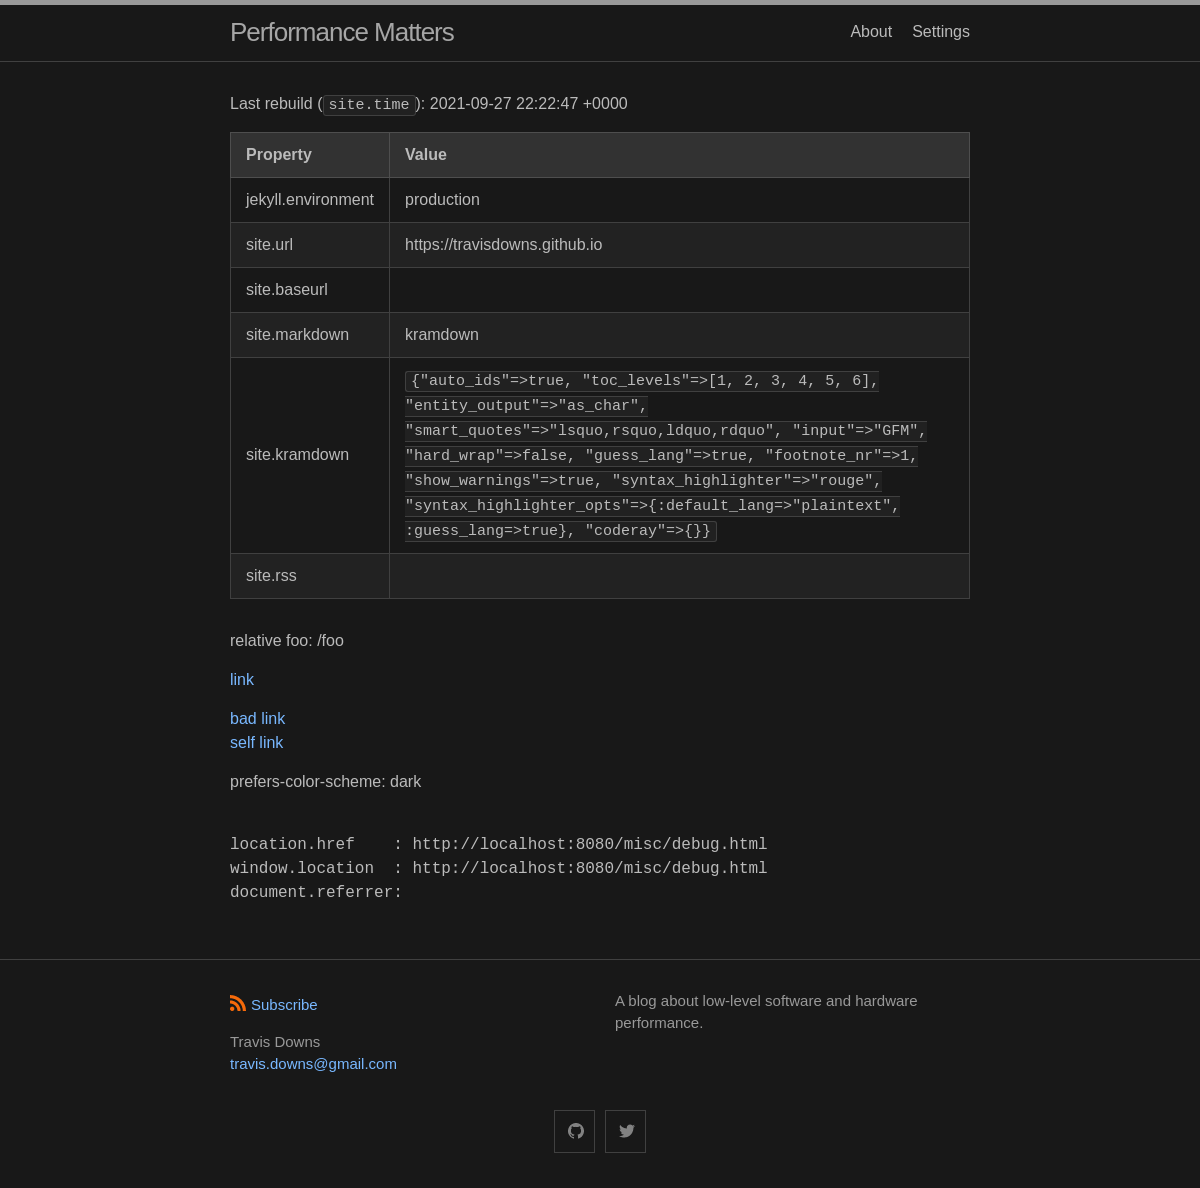 Performance Matters
About Settings
Last rebuild (site.time): 2021-09-27 22:22:47 +0000
Property Value
jekyll.environment production
site.url https://travisdowns.github.io
site.baseurl
site.markdown kramdown
{"auto_ids"=>true, "toc_levels"=>[1, 2, 3, 4, 5, 6],
"entity_output"=>"as_char",
"smart_quotes"=>"lsquo,rsquo,ldquo,rdquo", "input"=>"GFM",
site.kramdown "hard_wrap"=>false, "guess_lang"=>true, "footnote_nr"=>1,
"show_warnings"=>true, "syntax_highlighter"=>"rouge",
"syntax_highlighter_opts"=>{:default_lang=>"plaintext",
:guess_lang=>true}, "coderay"=>{}}
site.rss
relative foo: /foo
link
bad link
self link
prefers-color-scheme: dark
location.href    : http://localhost:8080/misc/debug.html
window.location  : http://localhost:8080/misc/debug.html
document.referrer:
Subscribe
Travis Downs
travis.downs@gmail.com
A blog about low-level software and hardware
performance.